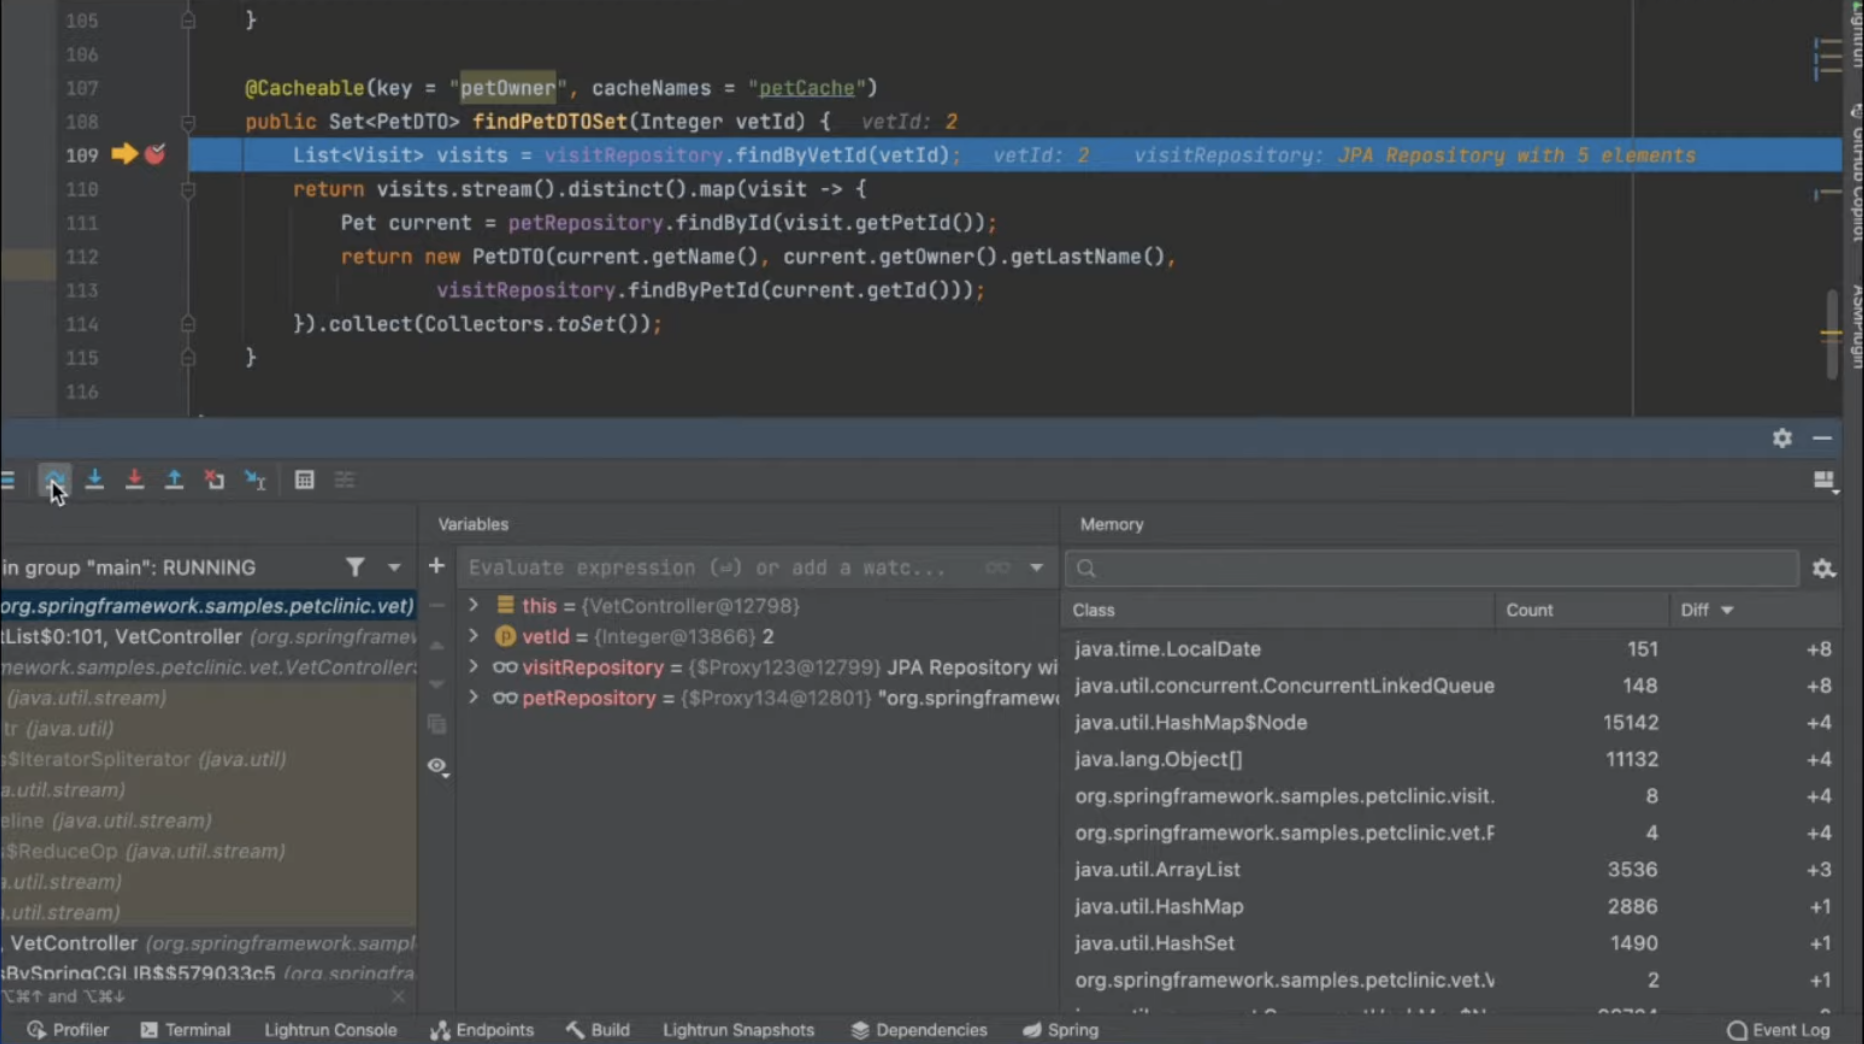 105 }
106
107 @Cacheable(key = "petOwner", cacheNames = "petCache")
108 public Set<PetDTO> findPetDTOSet(Integer vetId) { vetId: 2
109 List<Visit> visits = visitRepository.findByVetId(vetId); vetId: 2 visitRepository: JPA Repository with 5 elements
110 return visits.stream().distinct().map(visit -> {
111 Pet current = petRepository.findById(visit.getPetId());
112 return new PetDTO(current.getName(), current.getOwner().getLastName(),
113 visitRepository.findByPetId(current.getId()));
114 }).collect(Collectors.toSet());
115 }
116
Lightrun
GitHub Copilot
ASMPlugin
in group "main": RUNNING
org.springframework.samples.petclinic.vet)
tList$0:101, VetController (org.springframew
mework.samples.petclinic.vet.VetController
(java.util.stream)
tr (java.util)
s$IteratorSpliterator (java.util)
a.util.stream)
eline (java.util.stream)
s$ReduceOp (java.util.stream)
a.util.stream)
a.util.stream)
, VetController (org.springframework.sampl
sBySpringCGLIB$$579033c5 (org.springfra
⌥⌘↑ and ⌥⌘↓
Variables
Evaluate expression (⏎) or add a watc...
this = {VetController@12798}
vetId = {Integer@13866} 2
visitRepository = {$Proxy123@12799} JPA Repository wi
petRepository = {$Proxy134@12801} "org.springframew
Memory
Class Count Diff
java.time.LocalDate 151 +8
java.util.concurrent.ConcurrentLinkedQueue 148 +8
java.util.HashMap$Node 15142 +4
java.lang.Object[] 11132 +4
org.springframework.samples.petclinic.visit. 8 +4
org.springframework.samples.petclinic.vet.P 4 +4
java.util.ArrayList 3536 +3
java.util.HashMap 2886 +1
java.util.HashSet 1490 +1
org.springframework.samples.petclinic.vet.V 2 +1
Profiler Terminal Lightrun Console Endpoints Build Lightrun Snapshots Dependencies Spring Event Log